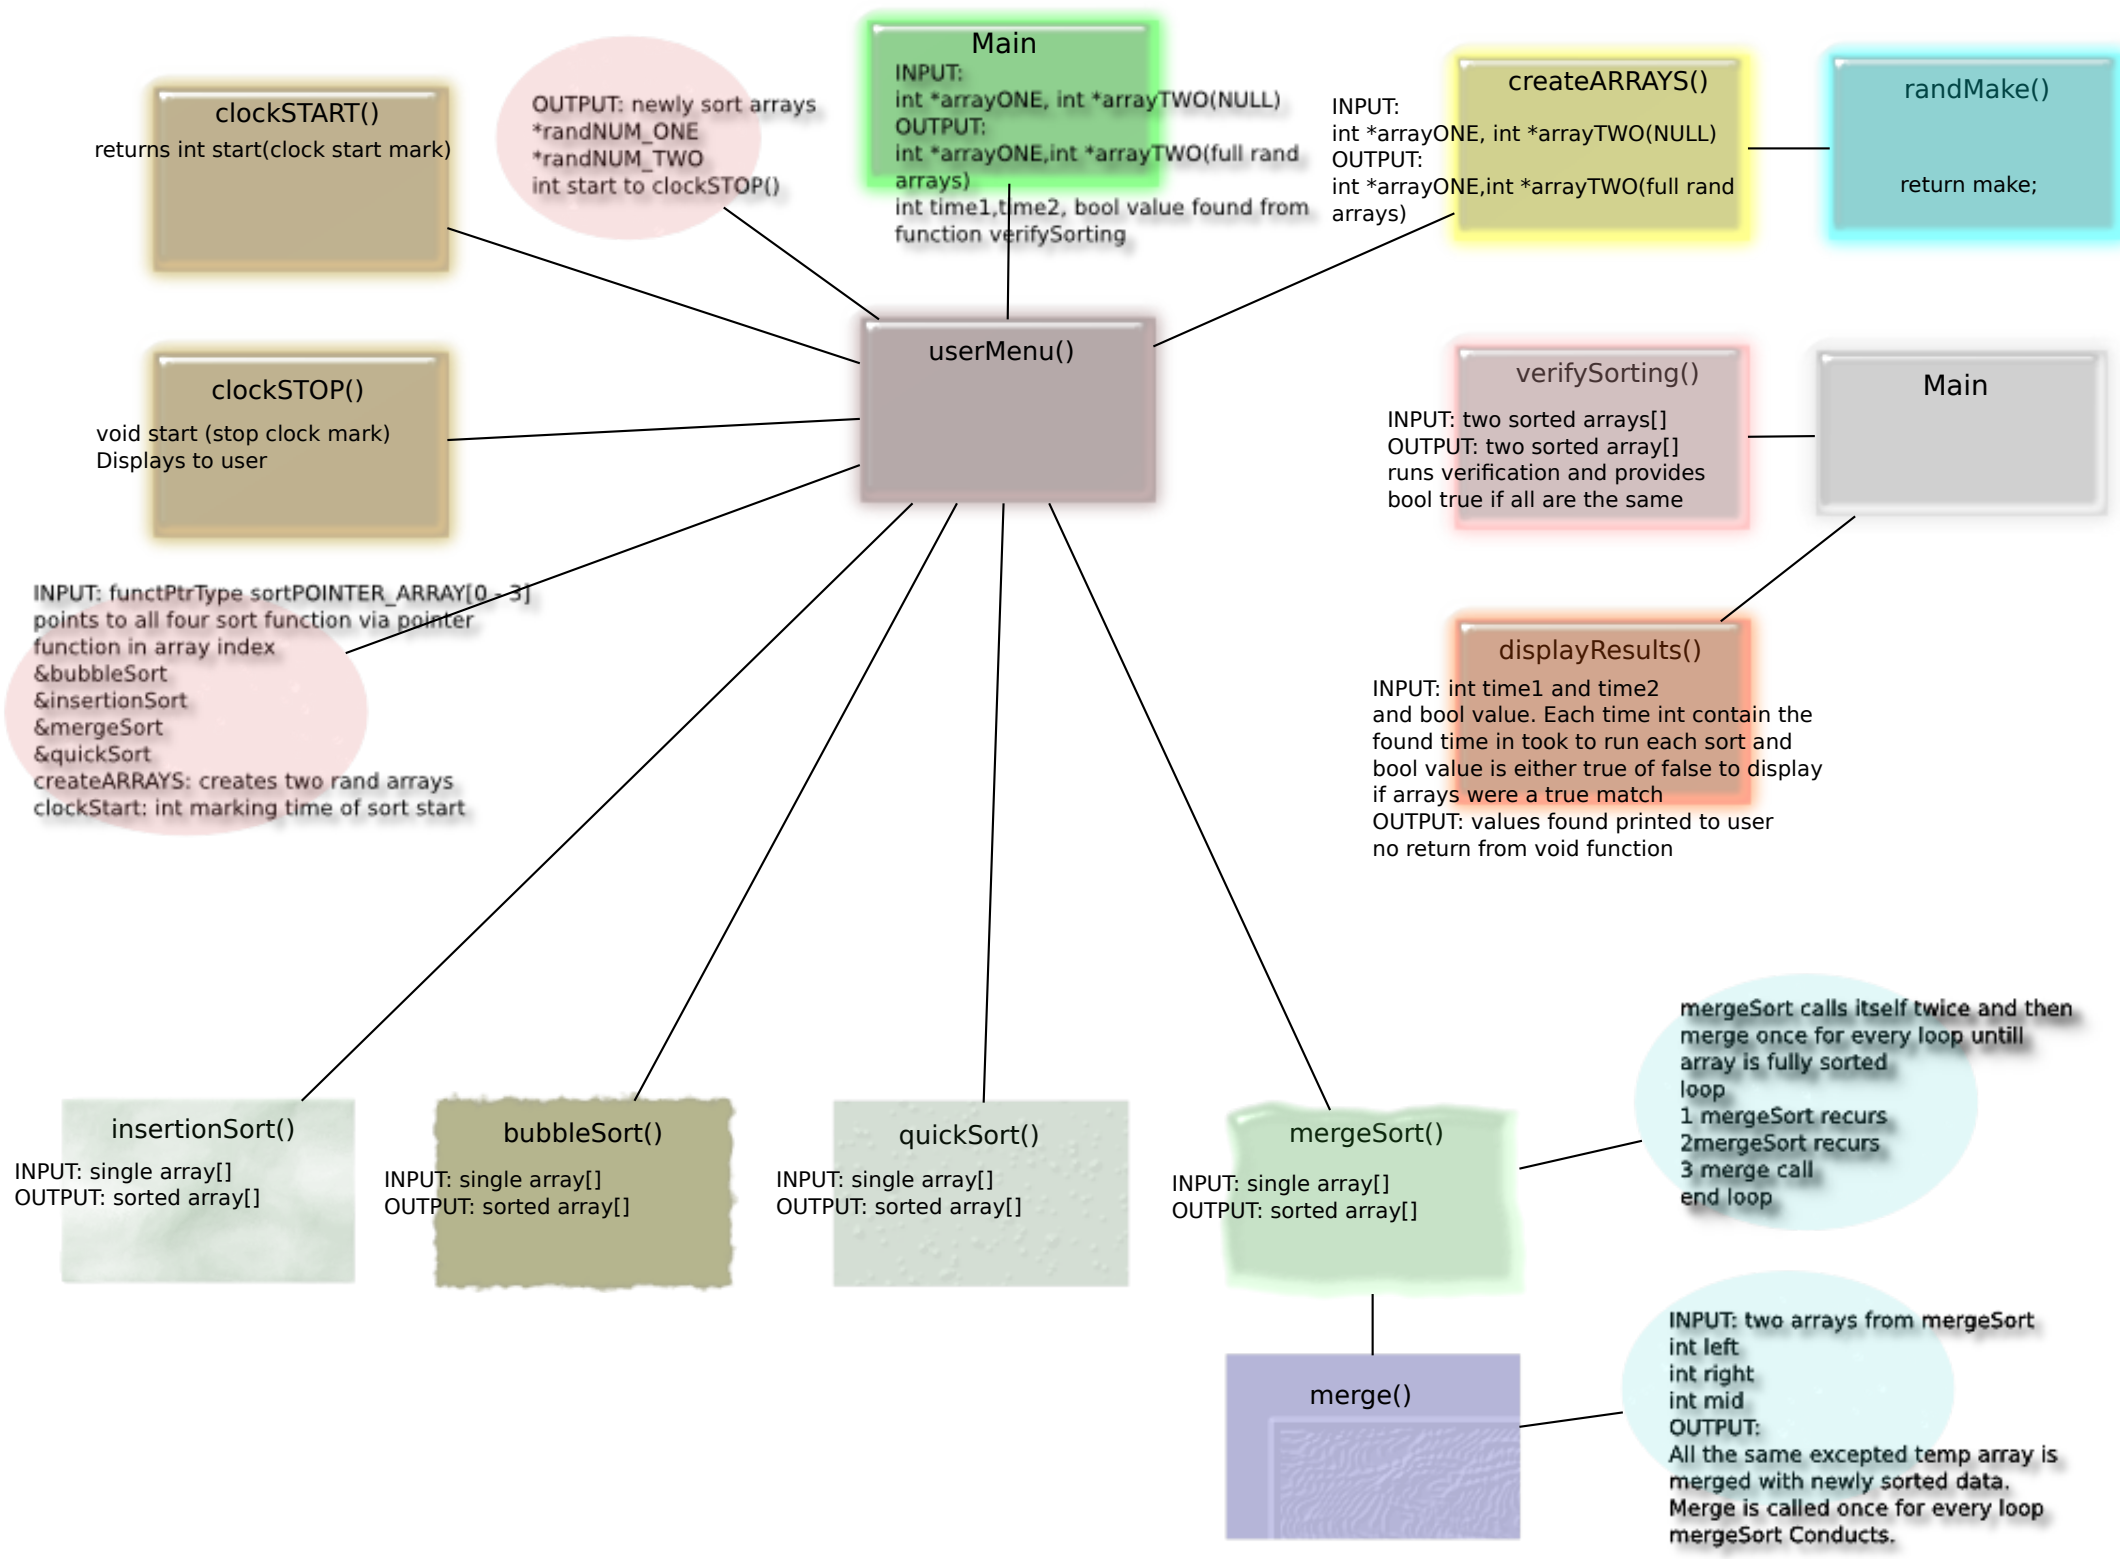 clockSTART()
returns int start(clock start mark)
OUTPUT: newly sort arrays
*randNUM_ONE
*randNUM_TWO
int start to clockSTOP()
Main
INPUT:
int *arrayONE, int *arrayTWO(NULL)
OUTPUT:
int *arrayONE,int *arrayTWO(full rand
arrays)
int time1,time2, bool value found from
function verifySorting
createARRAYS()
INPUT:
int *arrayONE, int *arrayTWO(NULL)
OUTPUT:
int *arrayONE,int *arrayTWO(full rand
arrays)
randMake()
return make;
clockSTOP()
void start (stop clock mark)
Displays to user
userMenu()
verifySorting()
INPUT: two sorted arrays[]
OUTPUT: two sorted array[]
runs verification and provides
bool true if all are the same
Main
INPUT: functPtrType sortPOINTER_ARRAY[0 - 3]
points to all four sort function via pointer
function in array index
&bubbleSort
&insertionSort
&mergeSort
&quickSort
createARRAYS: creates two rand arrays
clockStart: int marking time of sort start
displayResults()
INPUT: int time1 and time2
and bool value. Each time int contain the
found time in took to run each sort and
bool value is either true of false to display
if arrays were a true match
OUTPUT: values found printed to user
no return from void function
insertionSort()
INPUT: single array[]
OUTPUT: sorted array[]
bubbleSort()
INPUT: single array[]
OUTPUT: sorted array[]
quickSort()
INPUT: single array[]
OUTPUT: sorted array[]
mergeSort()
INPUT: single array[]
OUTPUT: sorted array[]
mergeSort calls itself twice and then
merge once for every loop untill
array is fully sorted
loop
1 mergeSort recurs
2mergeSort recurs
3 merge call
end loop
merge()
INPUT: two arrays from mergeSort
int left
int right
int mid
OUTPUT:
All the same excepted temp array is
merged with newly sorted data.
Merge is called once for every loop
mergeSort Conducts.